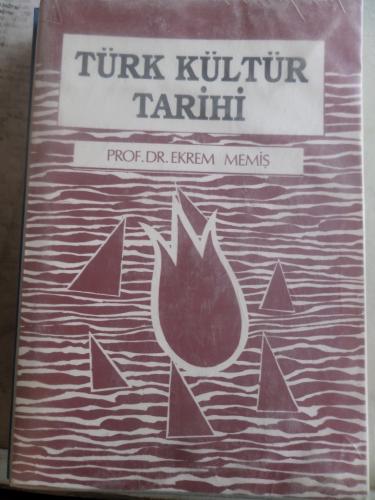 TÜRK KÜLTÜR
TARİHİ
PROF. DR. EKREM MEMİŞ